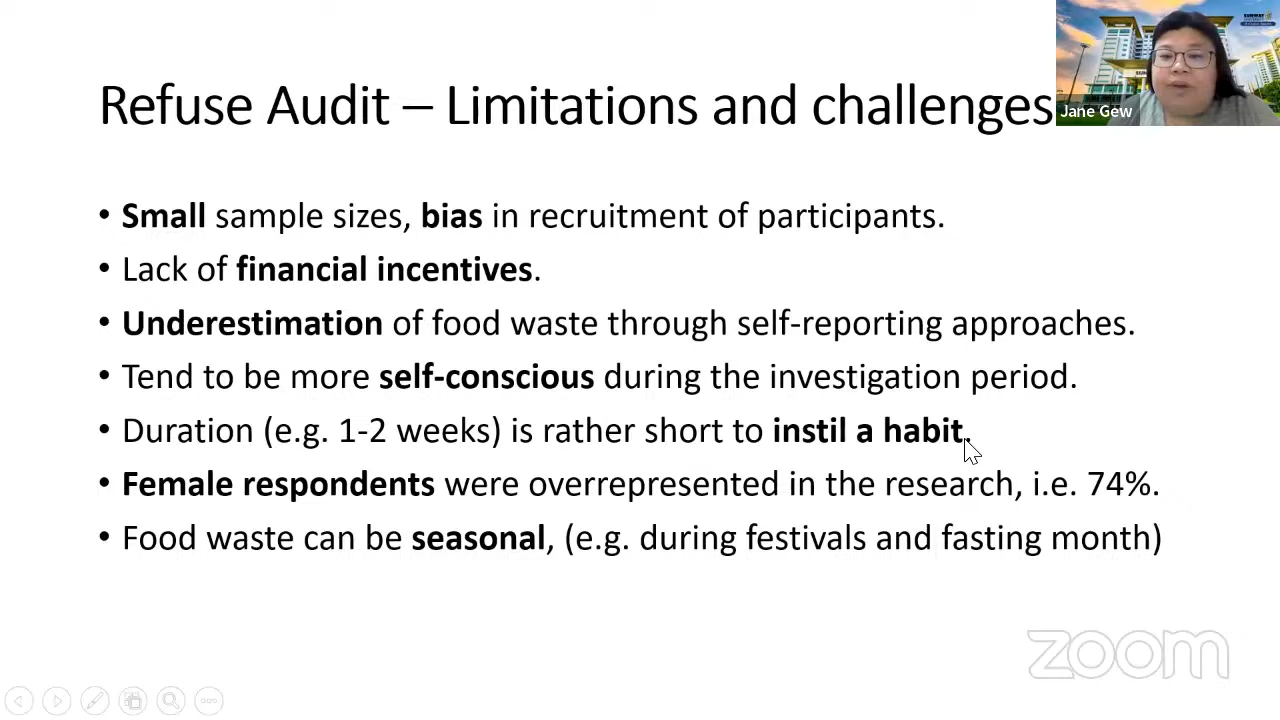 Refuse Audit – Limitations and challenges
Jane Gew
• Small sample sizes, bias in recruitment of participants.
• Lack of financial incentives.
• Underestimation of food waste through self-reporting approaches.
• Tend to be more self-conscious during the investigation period.
• Duration (e.g. 1-2 weeks) is rather short to instil a habit.
• Female respondents were overrepresented in the research, i.e. 74%.
• Food waste can be seasonal, (e.g. during festivals and fasting month)
zoom